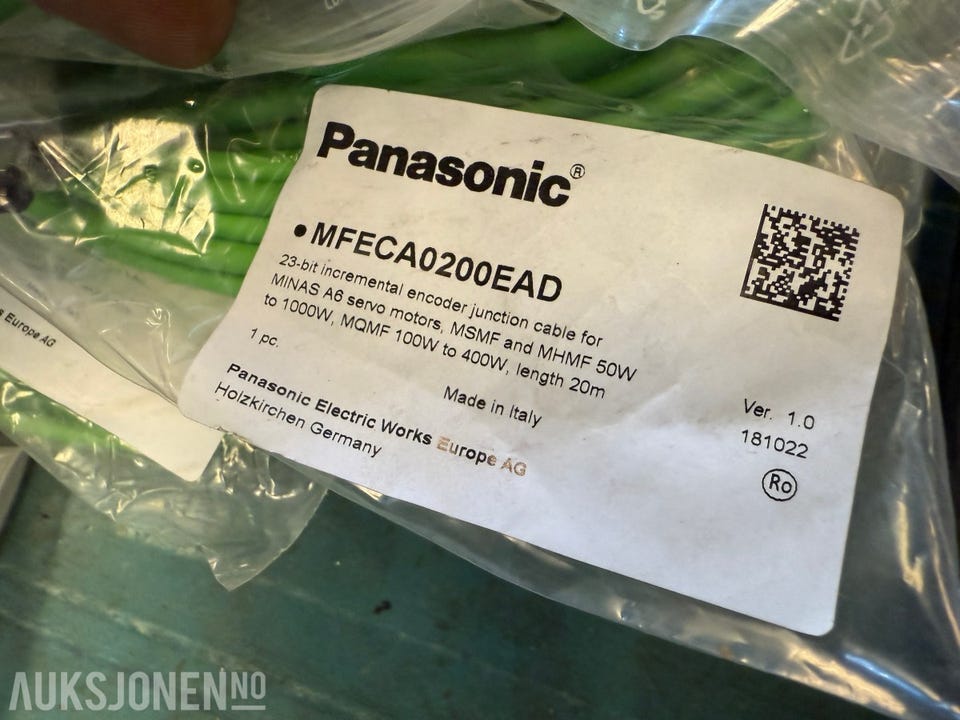 Panasonic®
• MFECA0200EAD
23-bit incremental encoder junction cable for
MINAS A6 servo motors, MSMF and MHMF 50W
to 1000W, MQMF 100W to 400W, length 20m
1 pc.
Made in Italy
Ver. 1.0
181022
Ro
Panasonic Electric Works Europe AG
Holzkirchen Germany
s Europe AG
AUKSJONEN.NO